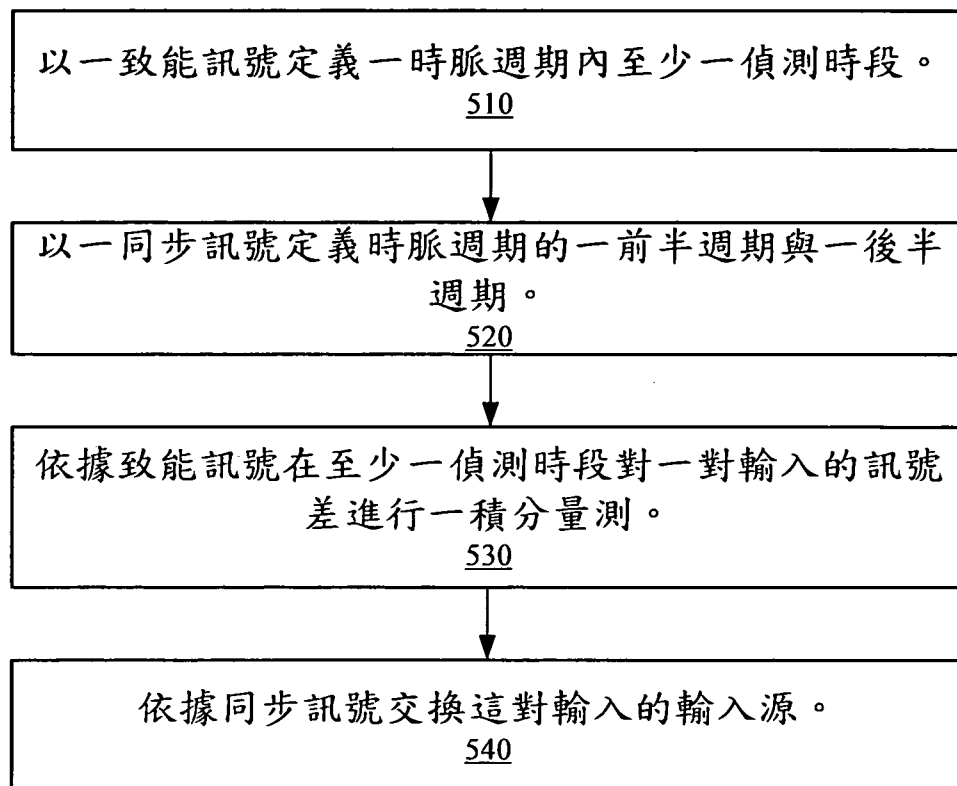 以一致能訊號定義一時脈週期內至少一偵測時段。
510
以一同步訊號定義時脈週期的一前半週期與一後半
週期。
520
依據致能訊號在至少一偵測時段對一對輸入的訊號
差進行一積分量測。
530
依據同步訊號交換這對輸入的輸入源。
540